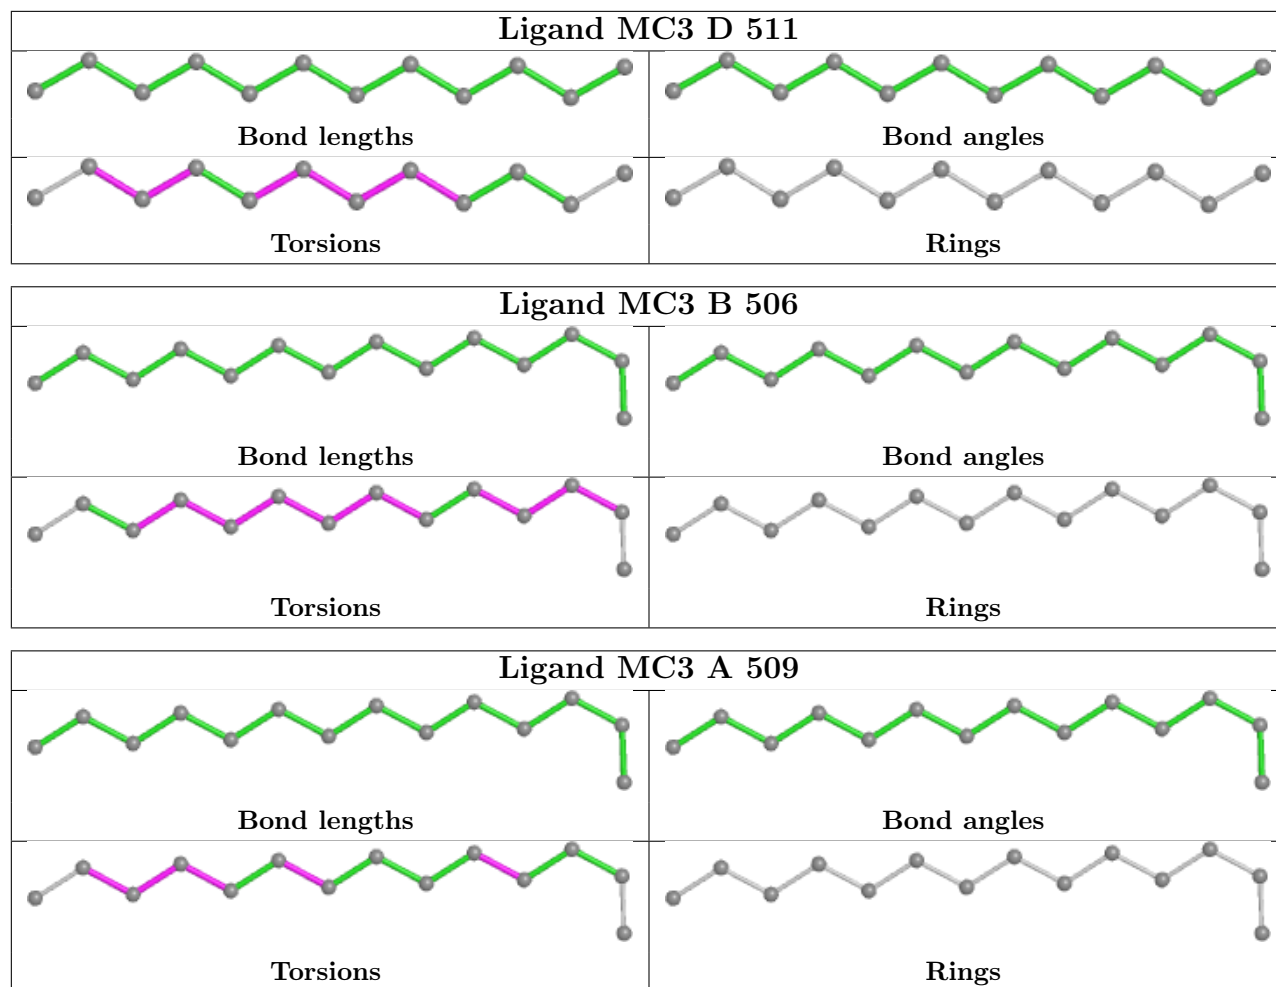 Ligand MC3 D 511
Bond lengths
Bond angles
Torsions
Rings
Ligand MC3 B 506
Bond lengths
Bond angles
Torsions
Rings
Ligand MC3 A 509
Bond lengths
Bond angles
Torsions
Rings